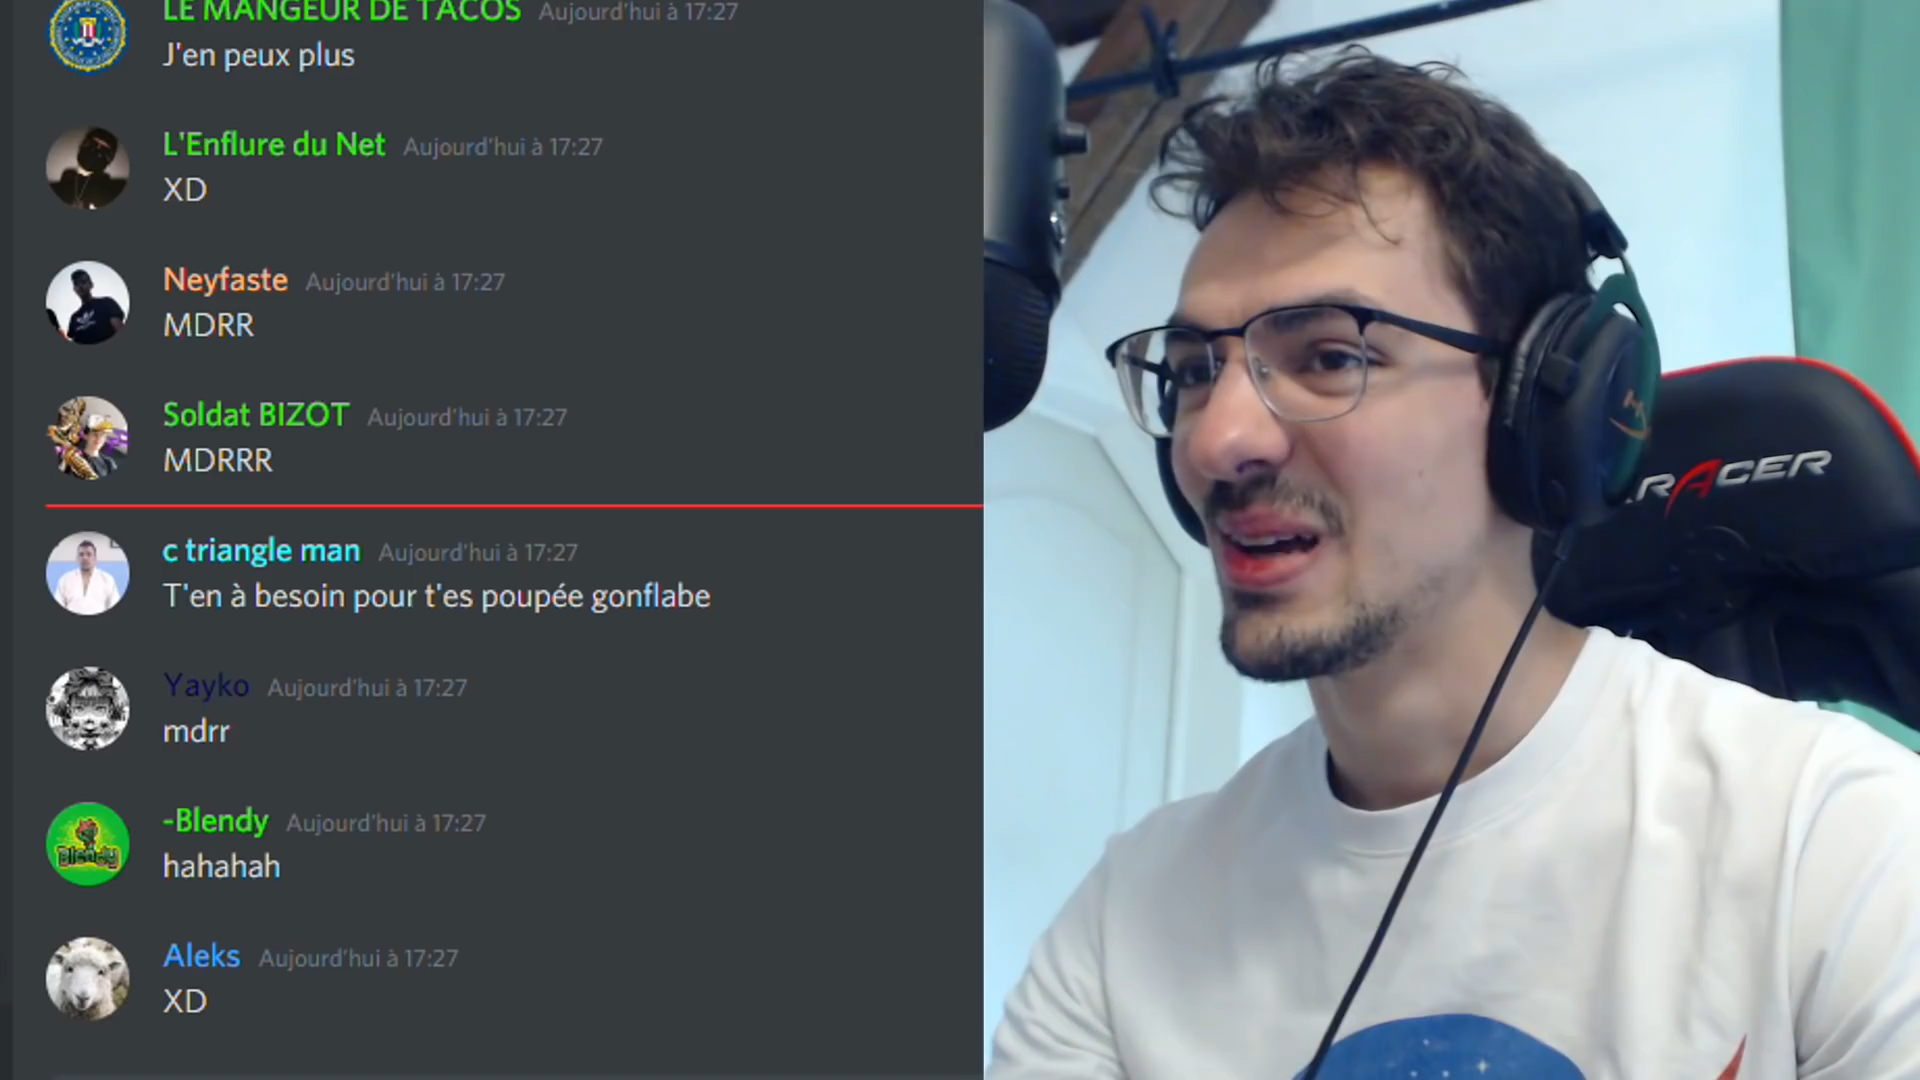 LE MANGEUR DE TACOS Aujourd'hui à 17:27
J'en peux plus
L'Enflure du Net Aujourd'hui à 17:27
XD
Neyfaste Aujourd'hui à 17:27
MDRR
Soldat BIZOT Aujourd'hui à 17:27
MDRRR
c triangle man Aujourd'hui à 17:27
T'en à besoin pour t'es poupée gonflabe
Yayko Aujourd'hui à 17:27
mdrr
-Blendy Aujourd'hui à 17:27
hahahah
Blendy
Aleks Aujourd'hui à 17:27
XD
RACER